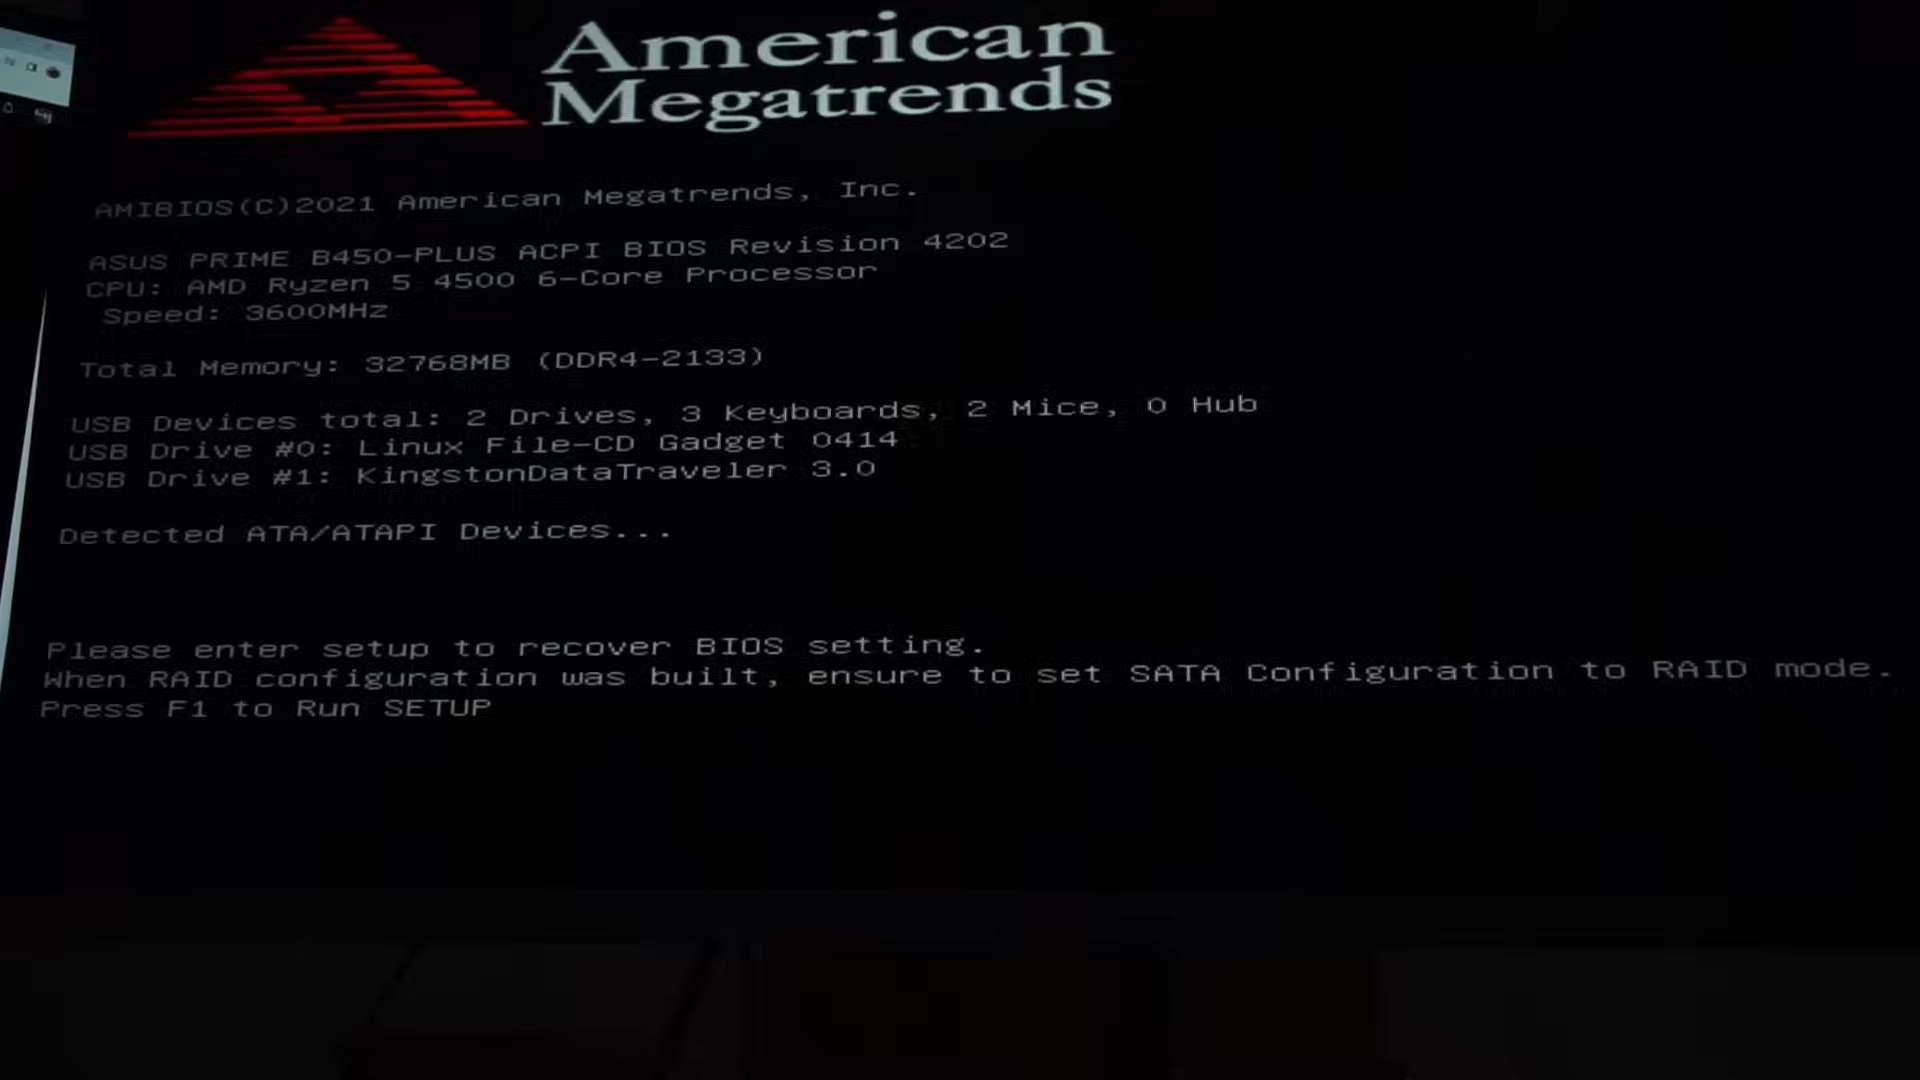 American
Megatrends
AMIBIOS(C)2021 American Megatrends, Inc.
ASUS PRIME B450-PLUS ACPI BIOS Revision 4202
CPU: AMD Ryzen 5 4500 6-Core Processor
Speed: 3600MHz
Total Memory: 32768MB (DDR4-2133)
USB Devices total: 2 Drives, 3 Keyboards, 2 Mice, 0 Hub
USB Drive #0: Linux File-CD Gadget 0414
USB Drive #1: KingstonDataTraveler 3.0
Detected ATA/ATAPI Devices...
Please enter setup to recover BIOS setting.
When RAID configuration was built, ensure to set SATA Configuration to RAID mode.
Press F1 to Run SETUP